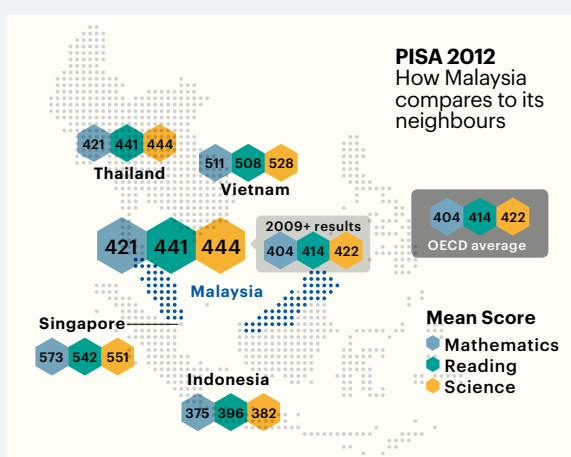 PISA 2012
How Malaysia
compares to its
neighbours
421 441 444
Thailand
511 508 528
Vietnam
404 414 422
OECD average
421 441 444
2009+ results
404 414 422
Malaysia
Singapore
573 542 551
Indonesia
375 396 382
Mean Score
Mathematics
Reading
Science